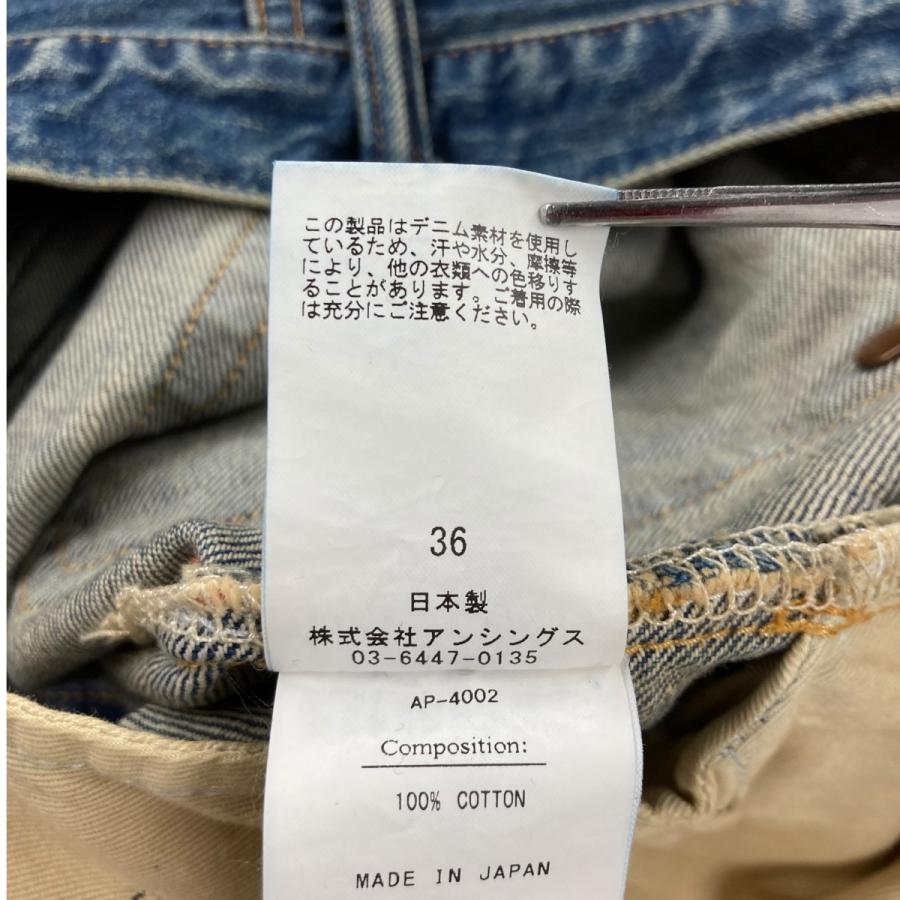 この製品はデニム素材を使用し
ているため、汗や水分、摩擦等
により、他の衣類への色移りす
ることがあります。ご着用の際
は充分にご注意ください。
36
日本製
株式会社アンシングス
03-6447-0135
AP-4002
Composition:
100% COTTON
MADE IN JAPAN